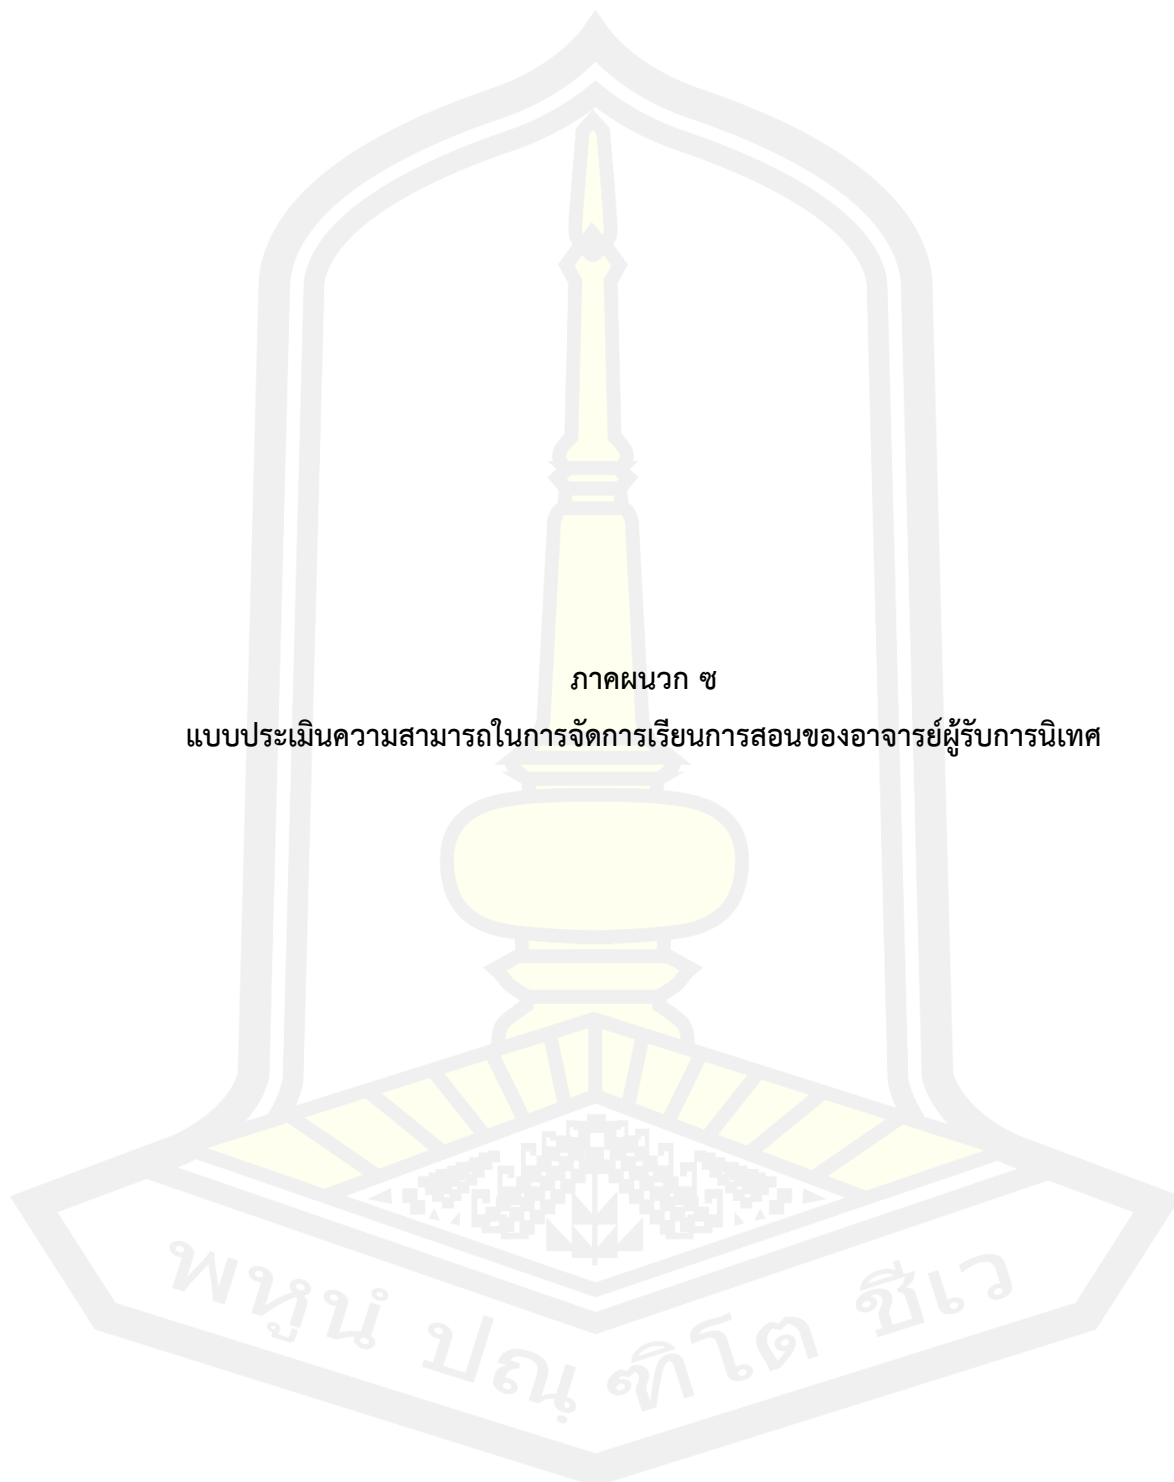 ภาคผนวก ซ
แบบประเมินความสามารถในการจัดการเรียนการสอนของอาจารย์ผู้รับการนิเทศ
พหูนํ ปณฺฑิโต ชีเว